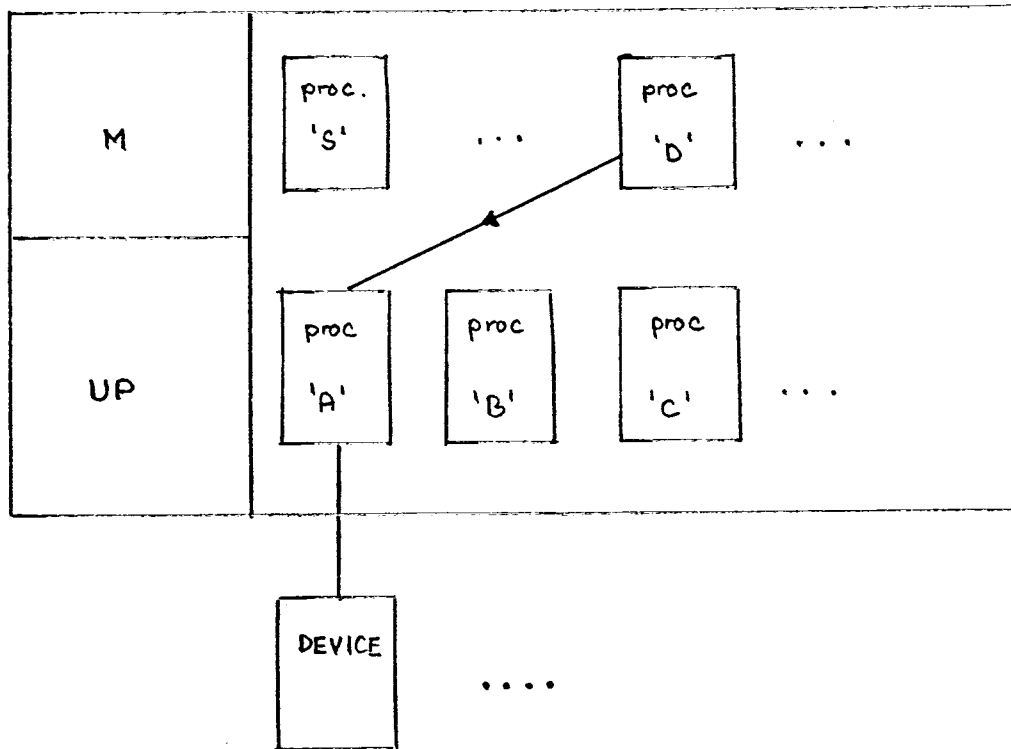 M
proc.
'S'
...
proc
'D'
...
UP
proc
'A'
proc
'B'
proc
'C'
...
DEVICE
....